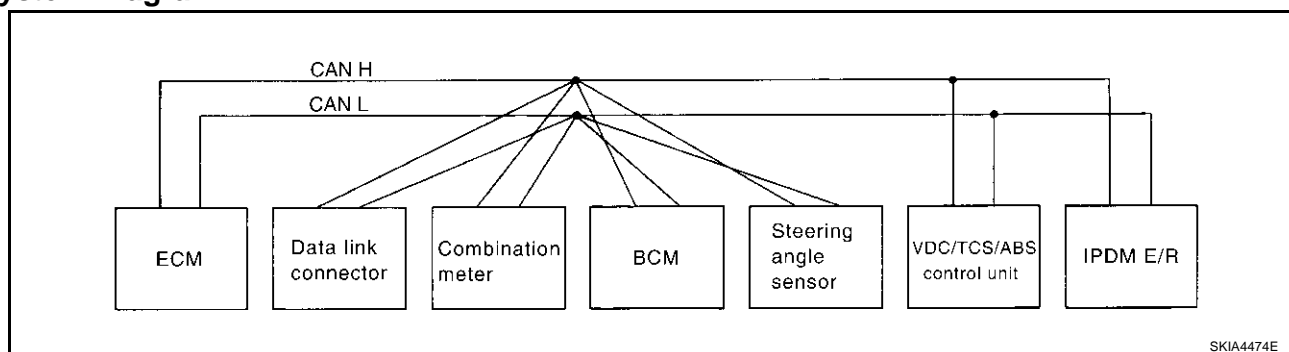 CAN H
CAN L
ECM
Data link
connector
Combination
meter
BCM
Steering
angle
sensor
VDC/TCS/ABS
control unit
IPDM E/R
SKIA4474E